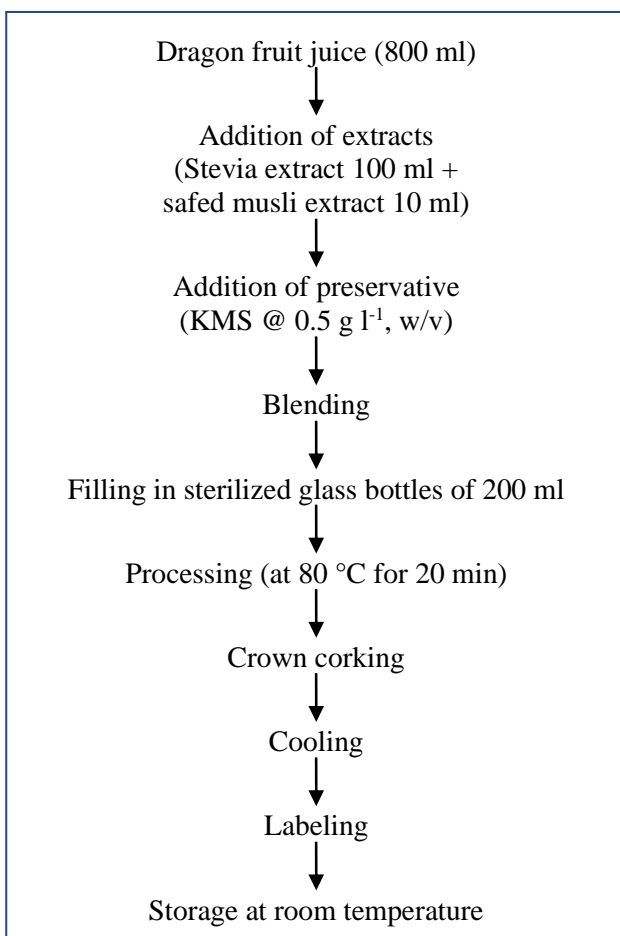 Dragon fruit juice (800 ml)
Addition of extracts
(Stevia extract 100 ml +
safed musli extract 10 ml)
Addition of preservative
(KMS @ 0.5 g l⁻¹, w/v)
Blending
Filling in sterilized glass bottles of 200 ml
Processing (at 80 °C for 20 min)
Crown corking
Cooling
Labeling
Storage at room temperature